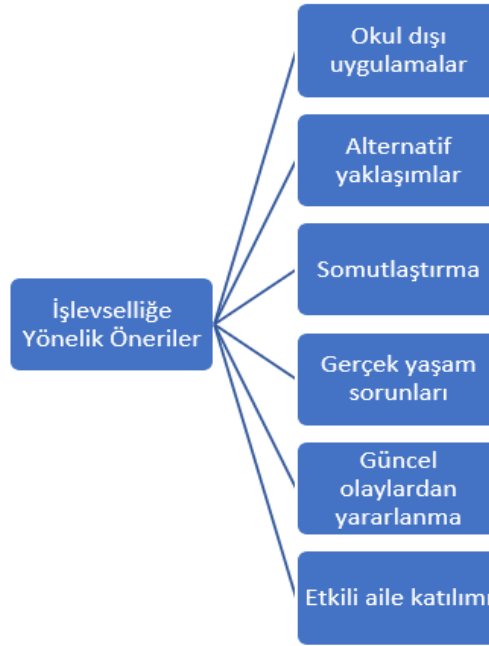 Okul dışı
uygulamalar
Alternatif
yaklaşımlar
Somutlaştırma
İşlevselliğe
Yönelik Öneriler
Gerçek yaşam
sorunları
Güncel
olaylardan
yararlanma
Etkili aile katılımı